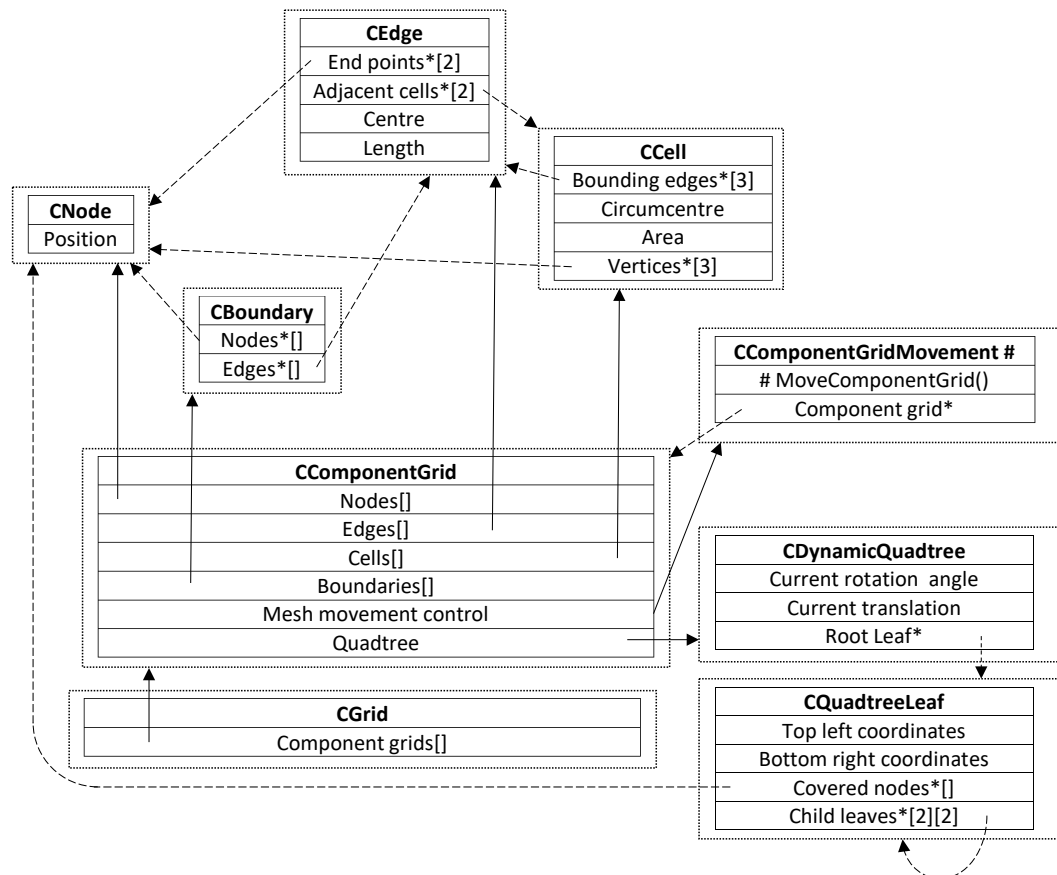 CEdge
End points*[2]
Adjacent cells*[2]
Centre
Length
CCell
Bounding edges*[3]
Circumcentre
Area
Vertices*[3]
CNode
Position
CBoundary
Nodes*[]
Edges*[]
CComponentGridMovement #
# MoveComponentGrid()
Component grid*
CComponentGrid
Nodes[]
Edges[]
Cells[]
Boundaries[]
Mesh movement control
Quadtree
CDynamicQuadtree
Current rotation angle
Current translation
Root Leaf*
CGrid
Component grids[]
CQuadtreeLeaf
Top left coordinates
Bottom right coordinates
Covered nodes*[]
Child leaves*[2][2]